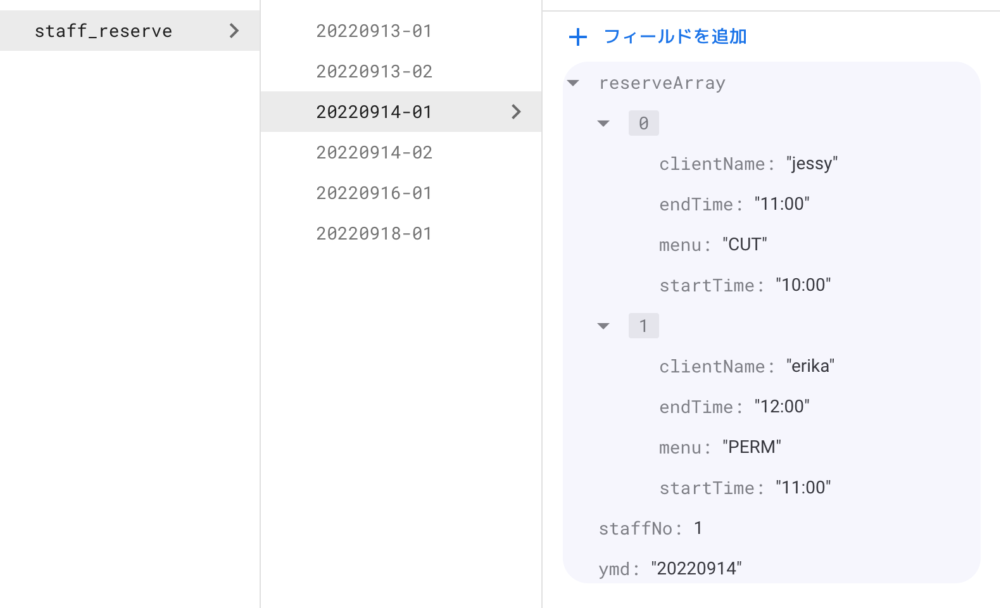 staff_reserve
20220913-01
20220913-02
20220914-01
20220914-02
20220916-01
20220918-01
フィールドを追加
reserveArray
0
clientName: "jessy"
endTime: "11:00"
menu: "CUT"
startTime: "10:00"
1
clientName: "erika"
endTime: "12:00"
menu: "PERM"
startTime: "11:00"
staffNo: 1
ymd: "20220914"